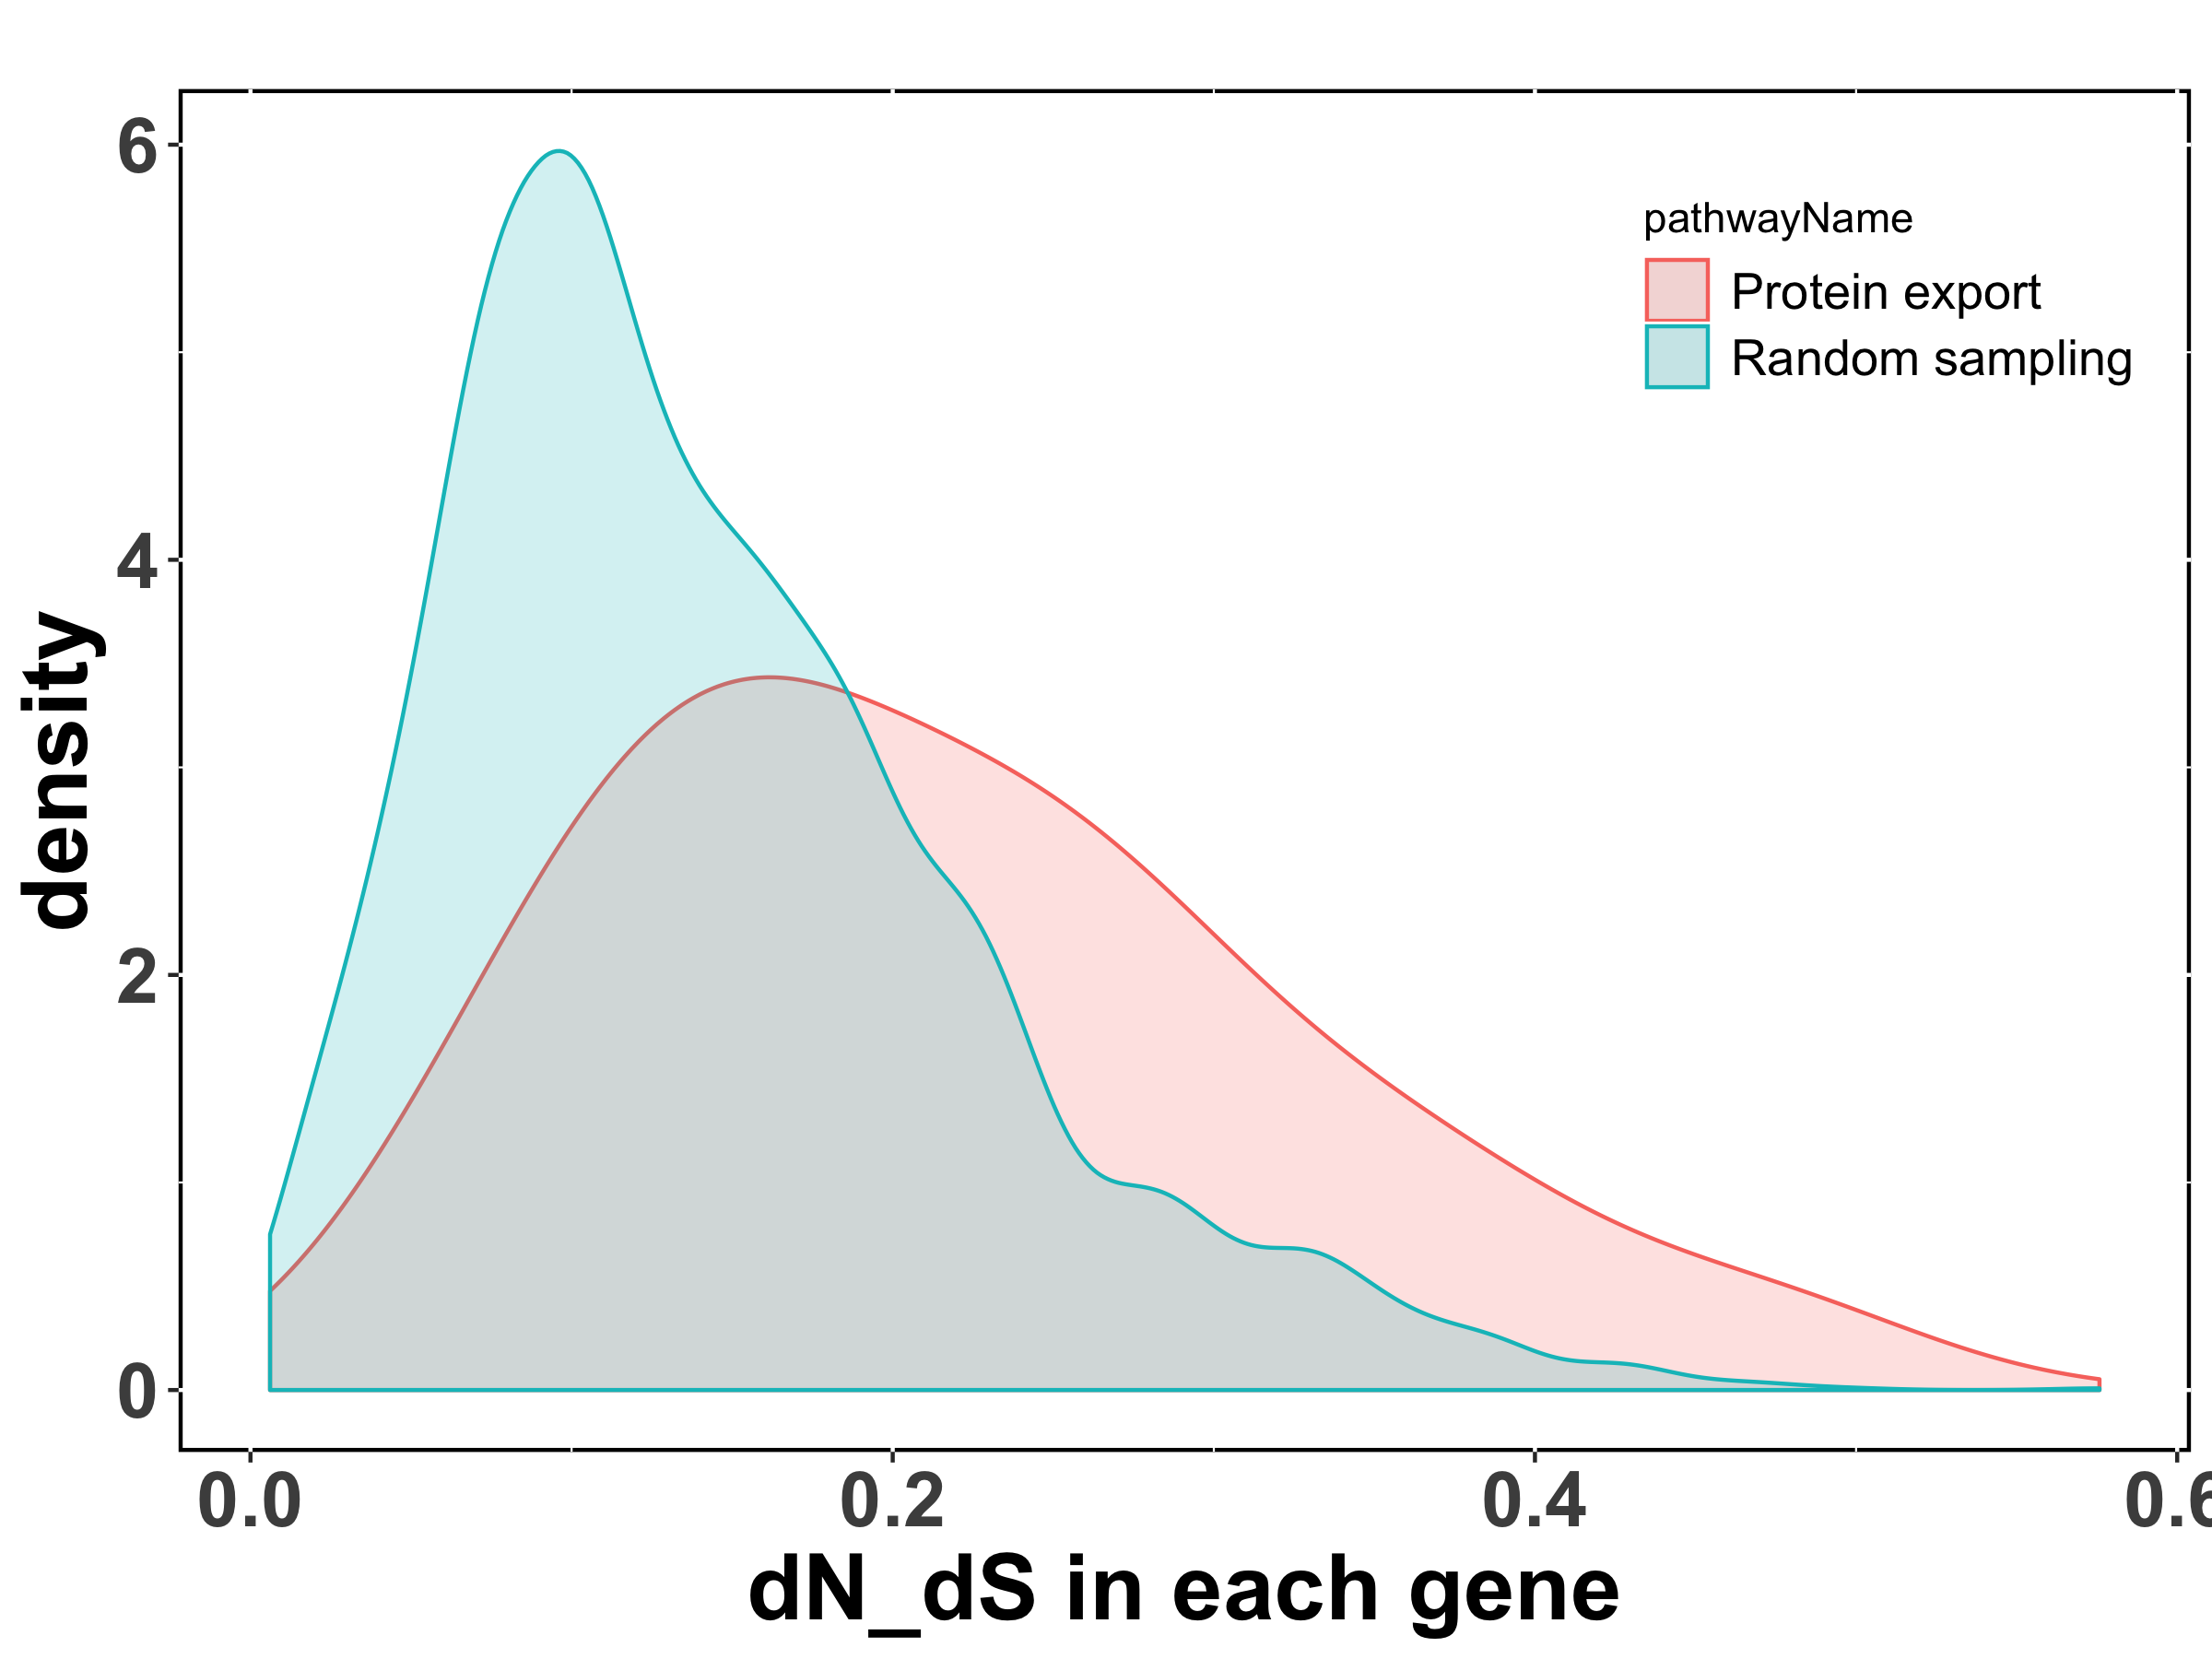 pathwayName
Protein export
Random sampling
density
6
4
2
0
0.0
0.2
0.4
0.6
dN_dS in each gene